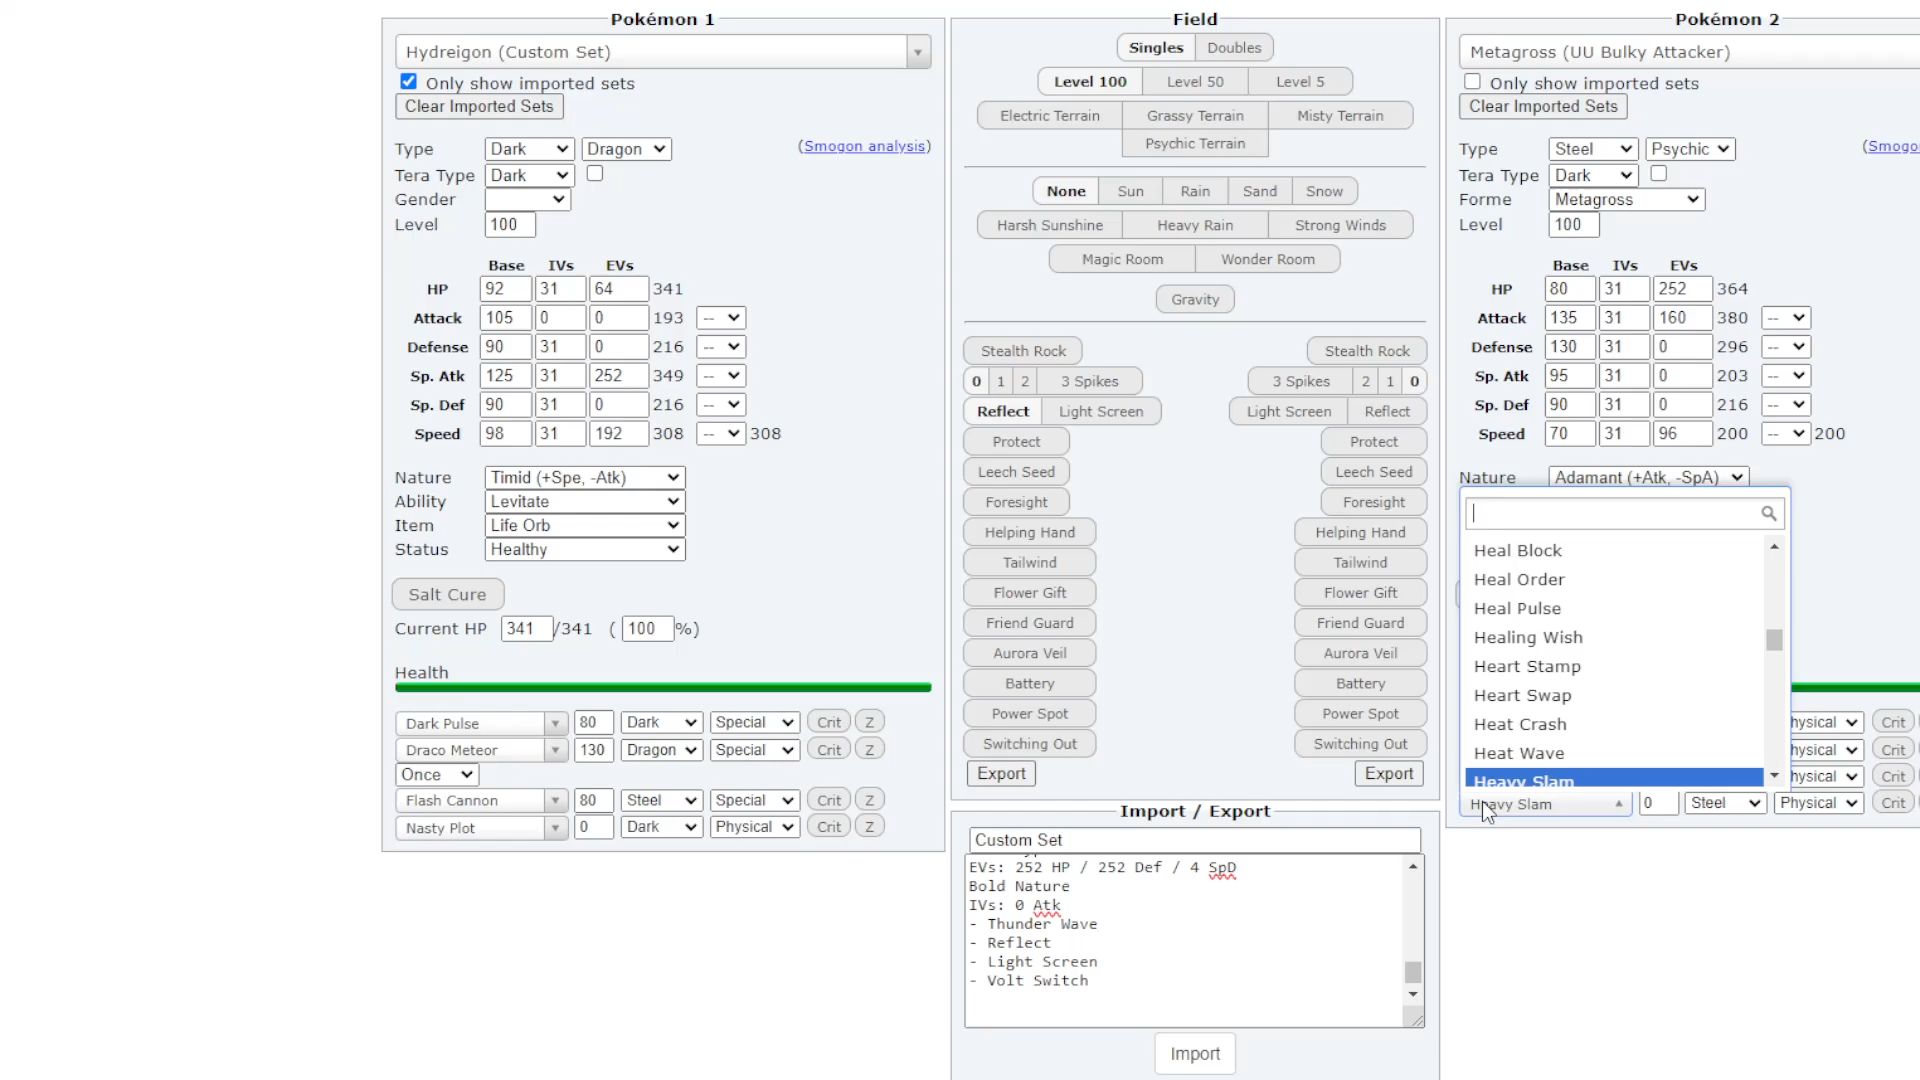 Pokémon 1
Hydreigon (Custom Set)
Only show imported sets
Clear Imported Sets
Type Dark Dragon (Smogon analysis)
Tera Type Dark
Gender
Level 100
Base IVs EVs
HP 92 31 64 341
Attack 105 0 0 193 --
Defense 90 31 0 216 --
Sp. Atk 125 31 252 349 --
Sp. Def 90 31 0 216 --
Speed 98 31 192 308 -- 308
Nature Timid (+Spe, -Atk)
Ability Levitate
Item Life Orb
Status Healthy
Salt Cure
Current HP 341 /341 ( 100 %)
Health
Dark Pulse 80 Dark Special Crit Z
Draco Meteor 130 Dragon Special Crit Z
Once
Flash Cannon 80 Steel Special Crit Z
Nasty Plot 0 Dark Physical Crit Z
Field
Singles Doubles
Level 100 Level 50 Level 5
Electric Terrain Grassy Terrain Misty Terrain
Psychic Terrain
None Sun Rain Sand Snow
Harsh Sunshine Heavy Rain Strong Winds
Magic Room Wonder Room
Gravity
Stealth Rock Stealth Rock
0 1 2 3 Spikes 3 Spikes 2 1 0
Reflect Light Screen Light Screen Reflect
Protect Protect
Leech Seed Leech Seed
Foresight Foresight
Helping Hand Helping Hand
Tailwind Tailwind
Flower Gift Flower Gift
Friend Guard Friend Guard
Aurora Veil Aurora Veil
Battery Battery
Power Spot Power Spot
Switching Out Switching Out
Export Export
Import / Export
Custom Set
EVs: 252 HP / 252 Def / 4 SpD
Bold Nature
IVs: 0 Atk
- Thunder Wave
- Reflect
- Light Screen
- Volt Switch
Import
Pokémon 2
Metagross (UU Bulky Attacker)
Only show imported sets
Clear Imported Sets
Type Steel Psychic (Smogo
Tera Type Dark
Forme Metagross
Level 100
Base IVs EVs
HP 80 31 252 364
Attack 135 31 160 380 --
Defense 130 31 0 296 --
Sp. Atk 95 31 0 203 --
Sp. Def 90 31 0 216 --
Speed 70 31 96 200 -- 200
Nature Adamant (+Atk, -SpA)
Heal Block
Heal Order
Heal Pulse
Healing Wish
Heart Stamp
Heart Swap
Heat Crash
Heat Wave
Heavy Slam
hysical Crit
hysical Crit
hysical Crit
Heavy Slam 0 Steel Physical Crit